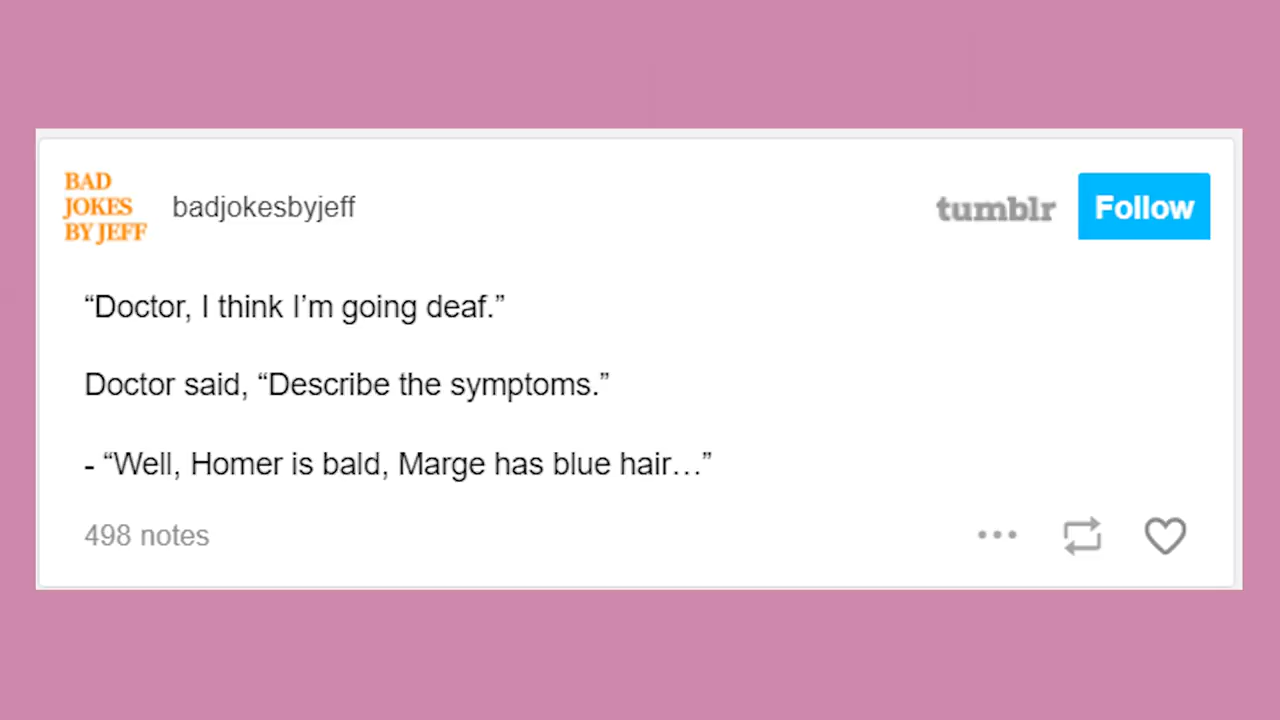 BAD
JOKES
BY JEFF
badjokesbyjeff
tumblr
Follow
“Doctor, I think I’m going deaf.”
Doctor said, “Describe the symptoms.”
- “Well, Homer is bald, Marge has blue hair…”
498 notes